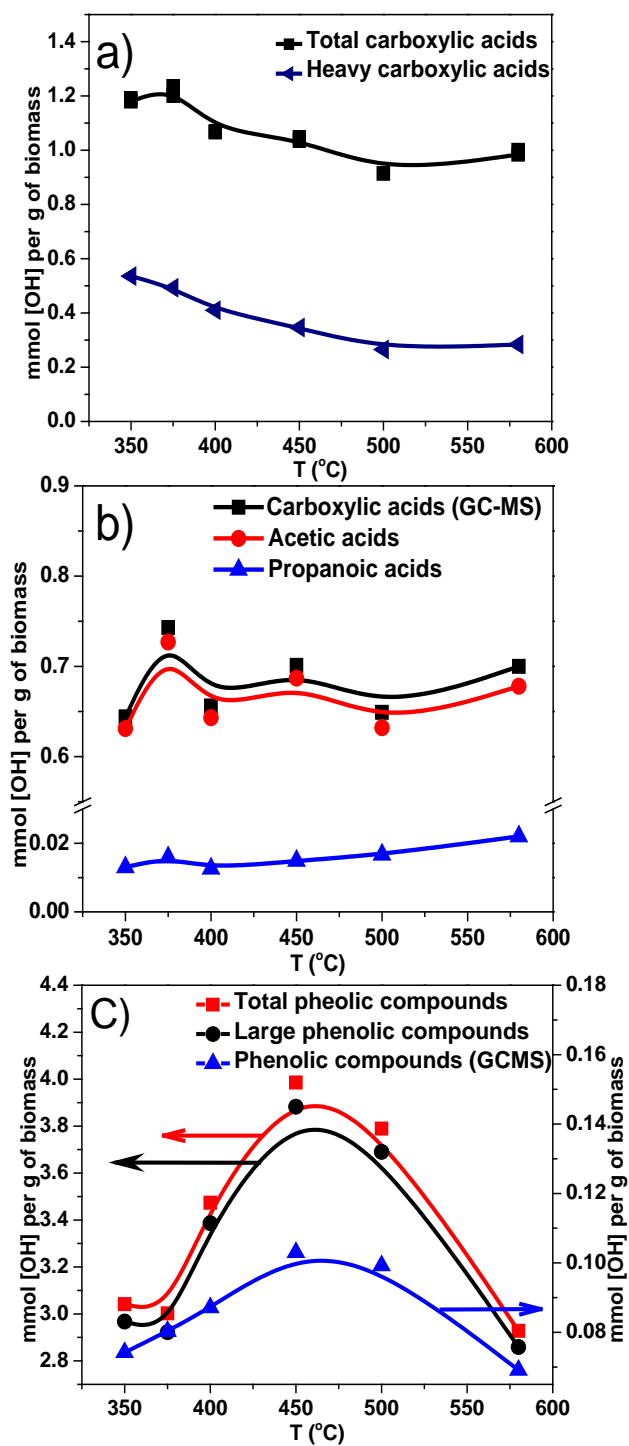 a)
Total carboxylic acids
Heavy carboxylic acids
mmol [OH] per g of biomass
1.4
1.2
1.0
0.8
0.6
0.4
0.2
0.0
350 400 450 500 550 600
T (°C)
b)
Carboxylic acids (GC-MS)
Acetic acids
Propanoic acids
mmol [OH] per g of biomass
0.9
0.8
0.7
0.6
0.02
0.00
350 400 450 500 550 600
T (°C)
C)
Total pheolic compounds
Large phenolic compounds
Phenolic compounds (GCMS)
mmol [OH] per g of biomass
4.4
4.2
4.0
3.8
3.6
3.4
3.2
3.0
2.8
0.18
0.16
0.14
0.12
0.10
0.08
mmol [OH] per g of biomass
350 400 450 500 550 600
T (°C)